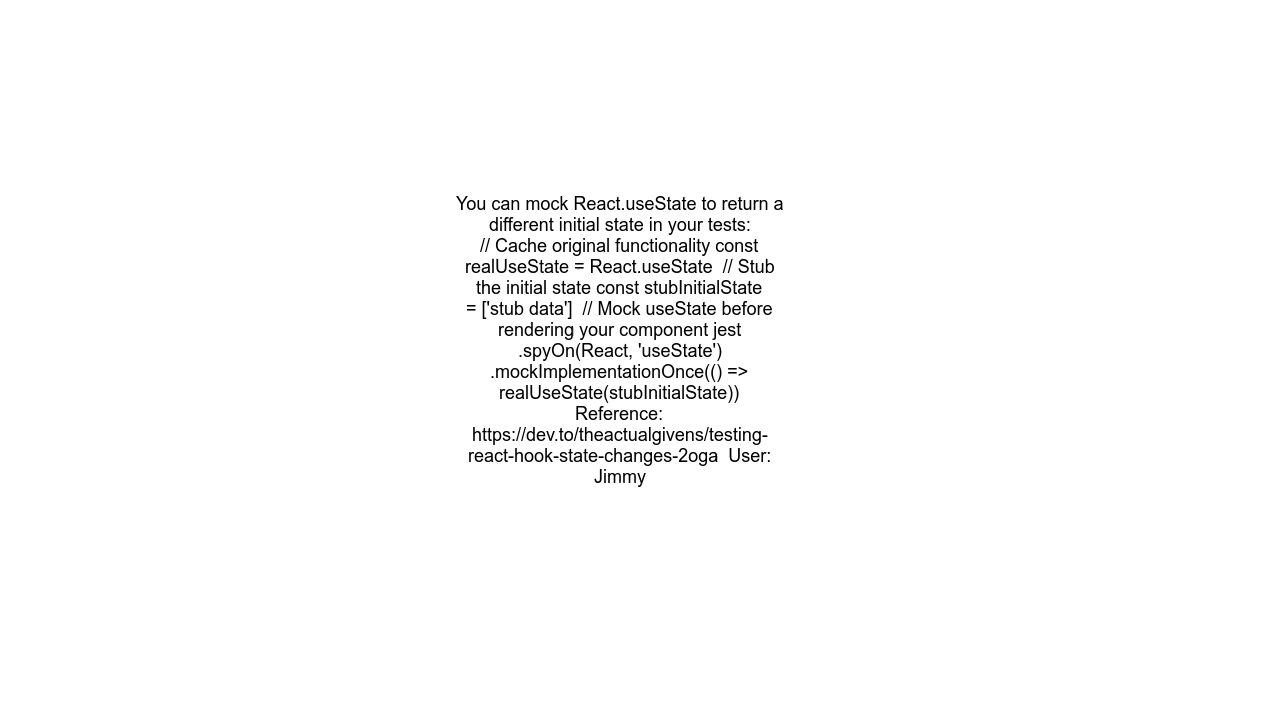 You can mock React.useState to return a
different initial state in your tests:
// Cache original functionality const
realUseState = React.useState  // Stub
the initial state const stubInitialState
= ['stub data']  // Mock useState before
rendering your component jest
.spyOn(React, 'useState')
.mockImplementationOnce(() =>
realUseState(stubInitialState))
Reference:
https://dev.to/theactualgivens/testing-
react-hook-state-changes-2oga  User:
Jimmy